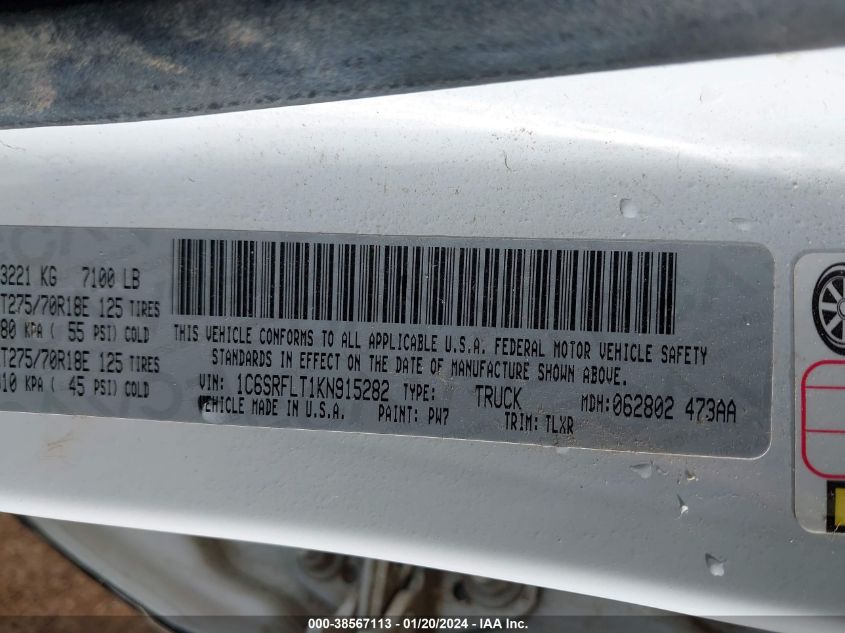 3221 KG 7100 LB
T275/70R18E 125 TIRES
80 KPA ( 55 PSI) COLD
T275/70R18E 125 TIRES
10 KPA ( 45 PSI) COLD
THIS VEHICLE CONFORMS TO ALL APPLICABLE U.S.A. FEDERAL MOTOR VEHICLE SAFETY
STANDARDS IN EFFECT ON THE DATE OF MANUFACTURE SHOWN ABOVE.
VIN: 1C6SRFLT1KN915282 TYPE: TRUCK MDH: 062802 473AA
VEHICLE MADE IN U.S.A. PAINT: PW7 TRIM: TLXR
000-38567113 - 01/20/2024 - IAA Inc.